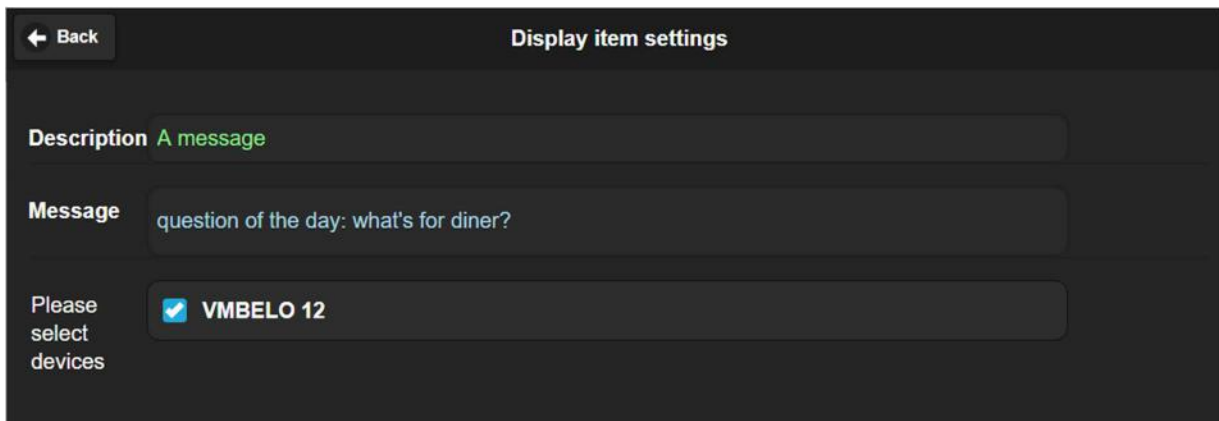 Back
Display item settings
Description A message
Message question of the day: what's for diner?
Please
select
devices
VMBELO 12